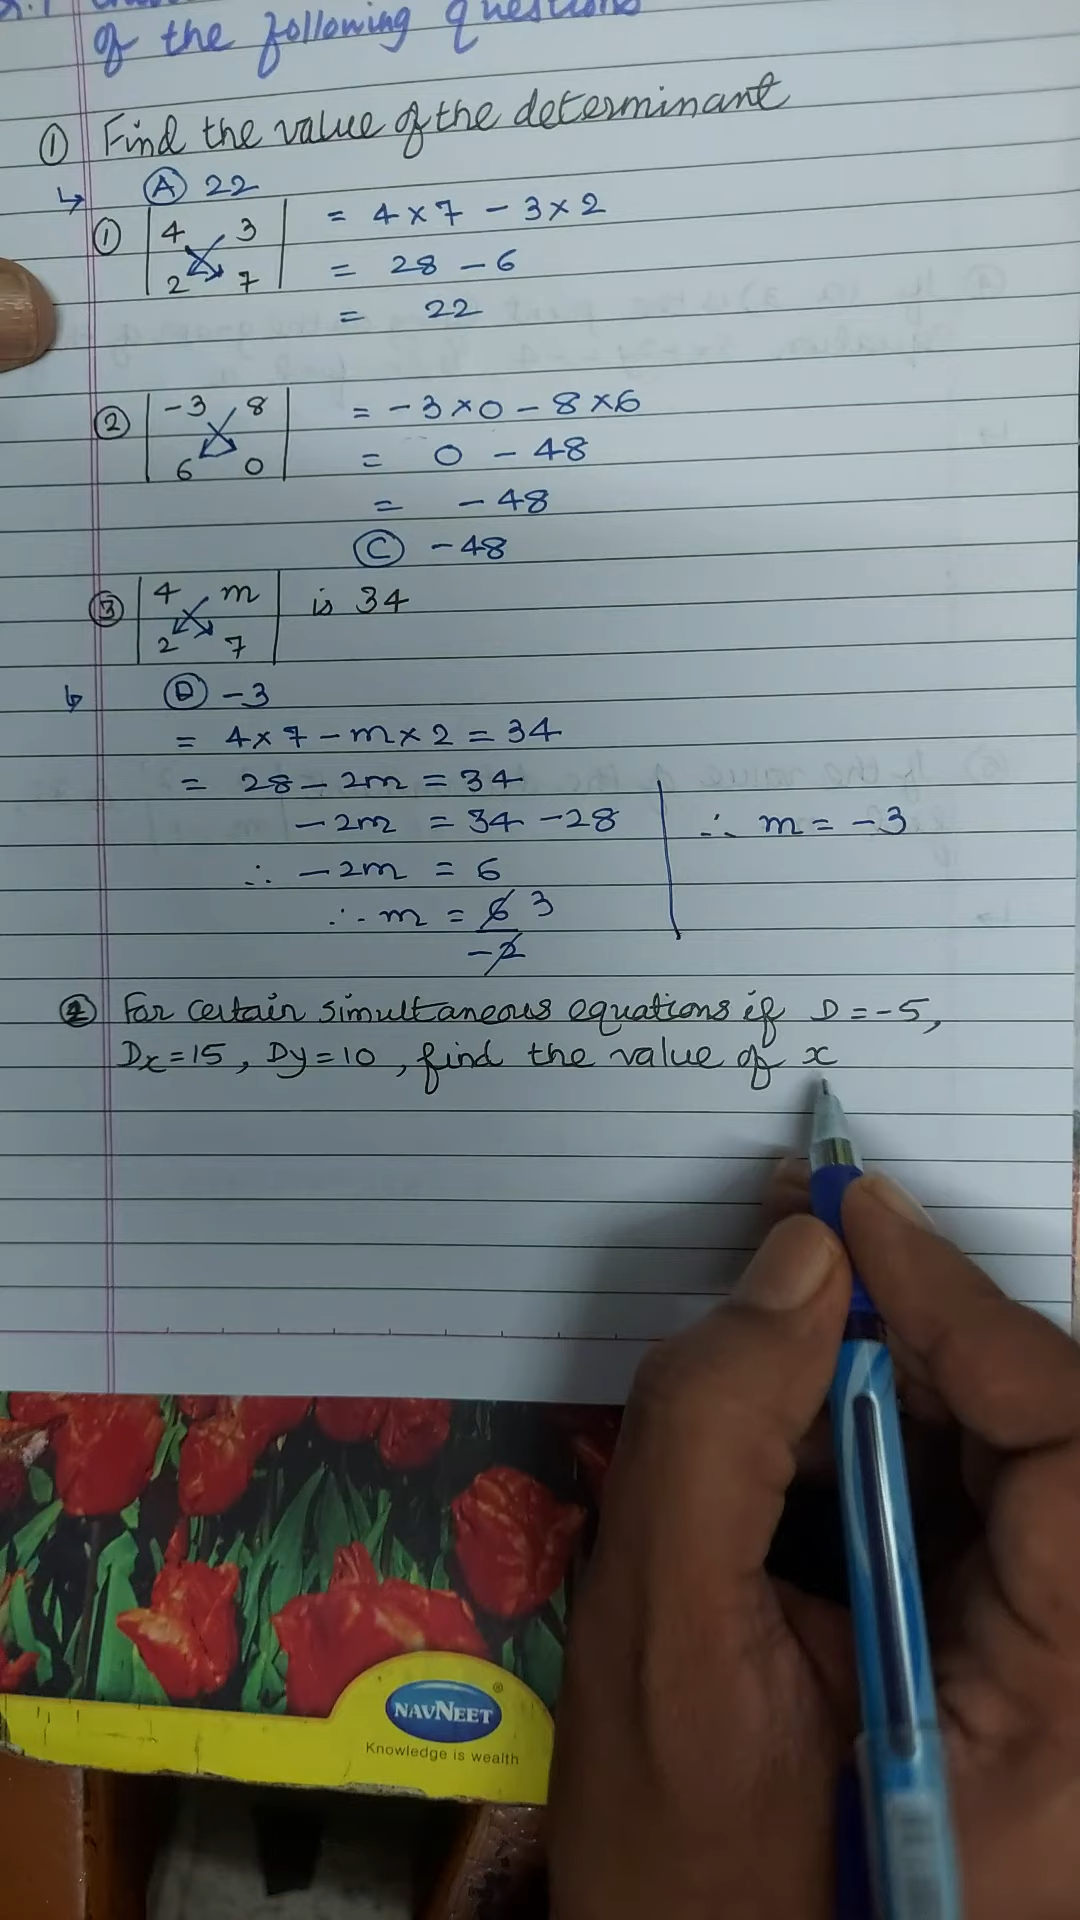 of the following questions
① Find the value of the determinant
↳ Ⓐ 22
① | 4 3 | = 4 × 7 - 3 × 2
| 2 7 | = 28 - 6
= 22
② | -3 8 | = -3 × 0 - 8 × 6
| 6 0 | = 0 - 48
= - 48
Ⓒ -48
③ | 4 m | is 34
| 2 7 |
↳ Ⓓ -3
= 4 × 7 - m × 2 = 34
= 28 - 2m = 34
-2m = 34 - 28
∴ -2m = 6
∴ m = 6 3
-2
∴ m = -3
② For certain simultaneous equations if D = -5,
Dx = 15, Dy = 10, find the value of x
NAVNEET
®
Knowledge is wealth